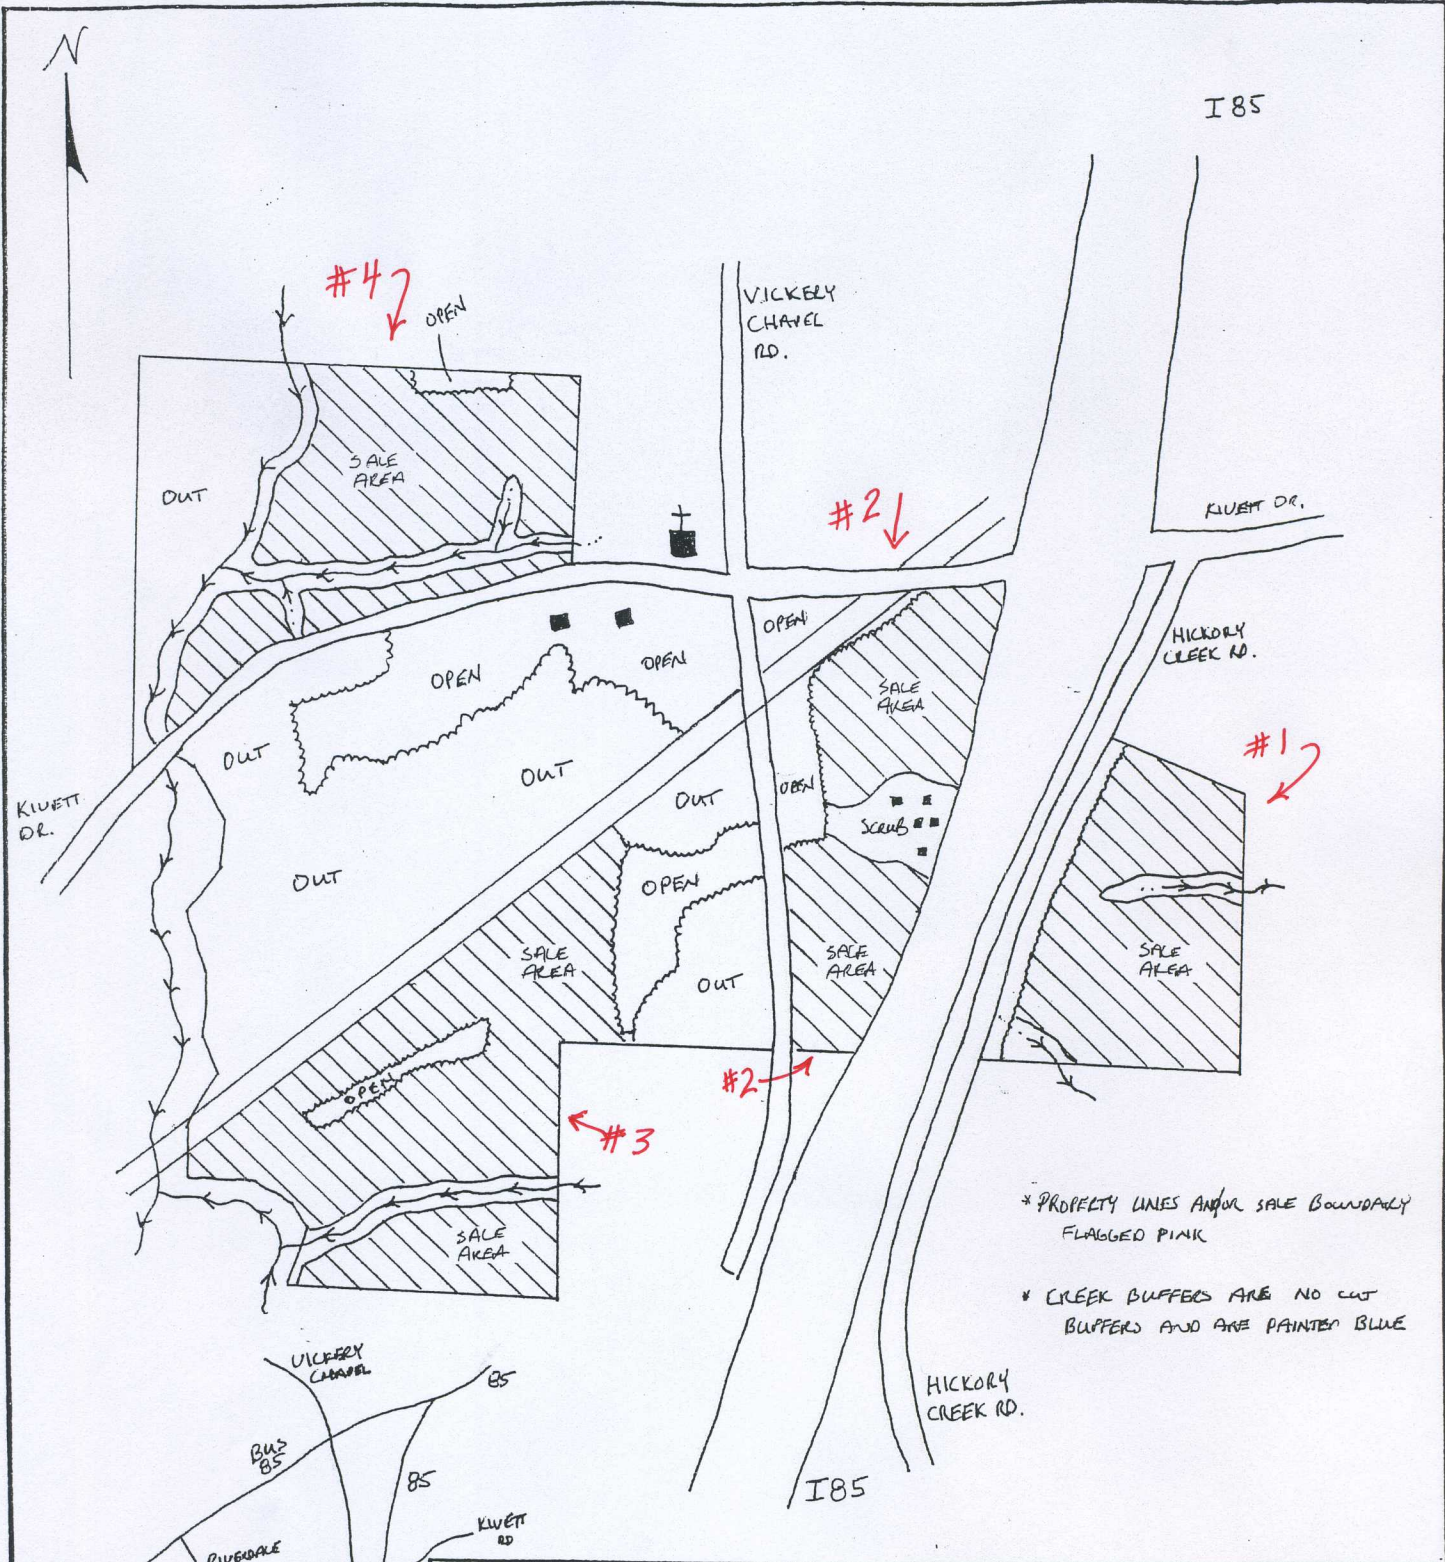 N
I 85
#4
OPEN
VICKERY
CHAPEL
RD.
SALE
AREA
OUT
#2
KIVETT DR.
OPEN
HICKORY
CREEK RD.
OPEN
OPEN
SALE
AREA
#1
OUT
OUT
OUT
OPEN
KIVETT
DR.
SCRUB
OUT
OPEN
SALE
AREA
SALE
AREA
SALE
AREA
OUT
OPEN
#2
#3
* PROPERTY LINES AND/OR SALE BOUNDARY
FLAGGED PINK
SALE
AREA
* CREEK BUFFERS ARE NO CUT
BUFFERS AND ARE PAINTED BLUE
VICKERY
CHAPEL
85
HICKORY
CREEK RD.
BUS
85
85
I85
KIVETT
RD
RIVERDALE